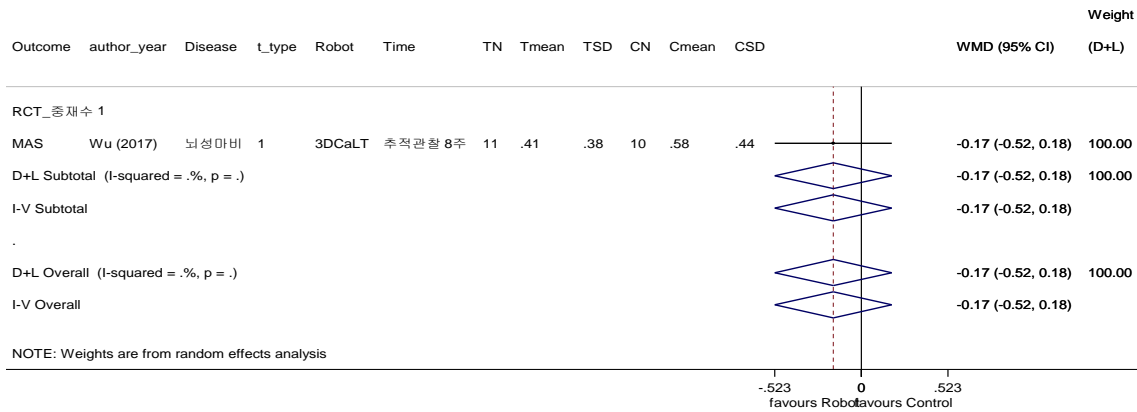 Weight
Outcome author_year Disease t_type Robot Time TN Tmean TSD CN Cmean CSD WMD (95% CI) (D+L)
RCT_중재수 1
MAS Wu (2017) 뇌성마비 1 3DCaLT 추적관찰 8주 11 .41 .38 10 .58 .44 -0.17 (-0.52, 0.18) 100.00
D+L Subtotal (I-squared = .%, p = .) -0.17 (-0.52, 0.18) 100.00
I-V Subtotal -0.17 (-0.52, 0.18)
.
D+L Overall (I-squared = .%, p = .) -0.17 (-0.52, 0.18) 100.00
I-V Overall -0.17 (-0.52, 0.18)
NOTE: Weights are from random effects analysis
-.523 0 .523
favours Robot favours Control